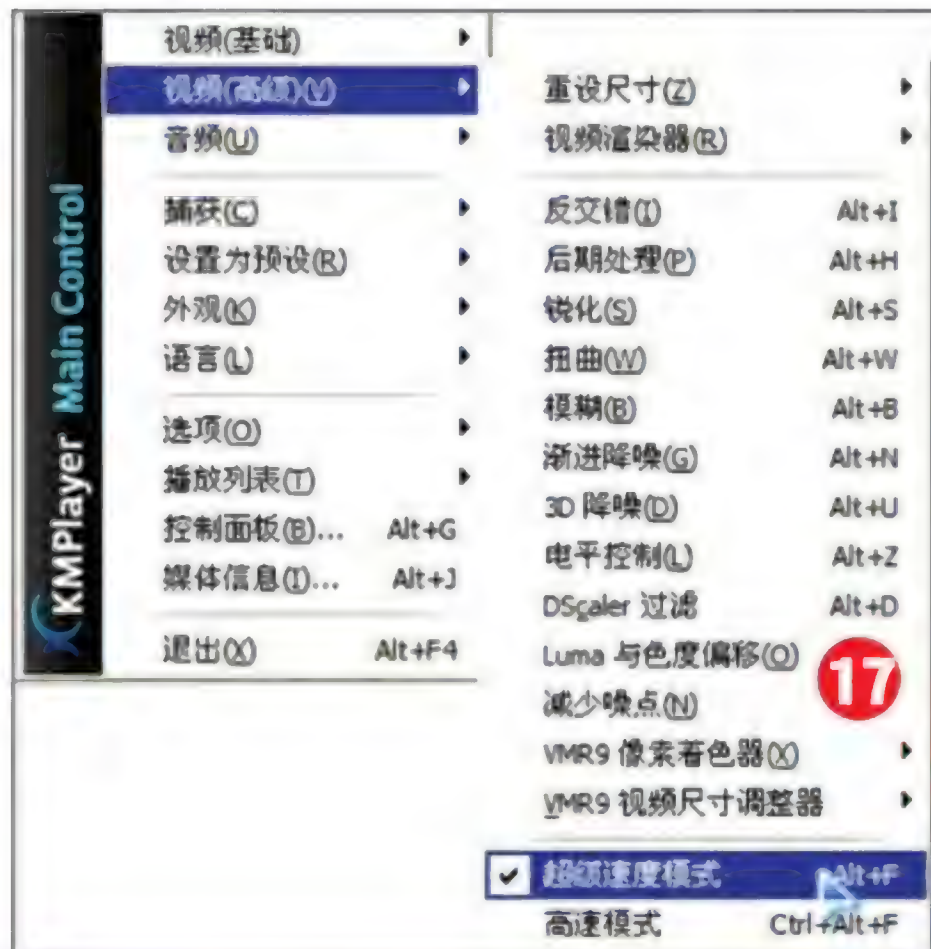 KMPlayer Main Control
视频(基础)
视频(高级)(V)
音频(U)
捕获(C)
设置为预设(R)
外观(K)
语言(L)
选项(O)
播放列表(T)
控制面板(B)... Alt+G
媒体信息(I)... Alt+J
退出(X) Alt+F4
重设尺寸(Z)
视频渲染器(R)
反交错(I) Alt+I
后期处理(P) Alt+H
锐化(S) Alt+S
扭曲(W) Alt+W
模糊(B) Alt+B
渐进降噪(G) Alt+N
3D 降噪(D) Alt+U
电平控制(L) Alt+Z
DScaler 过滤 Alt+D
Luma 与色度偏移(O)
17
减少噪点(N)
VMR9 像素着色器(X)
VMR9 视频尺寸调整器
超级速度模式 Alt+F
高速模式 Ctrl+Alt+F